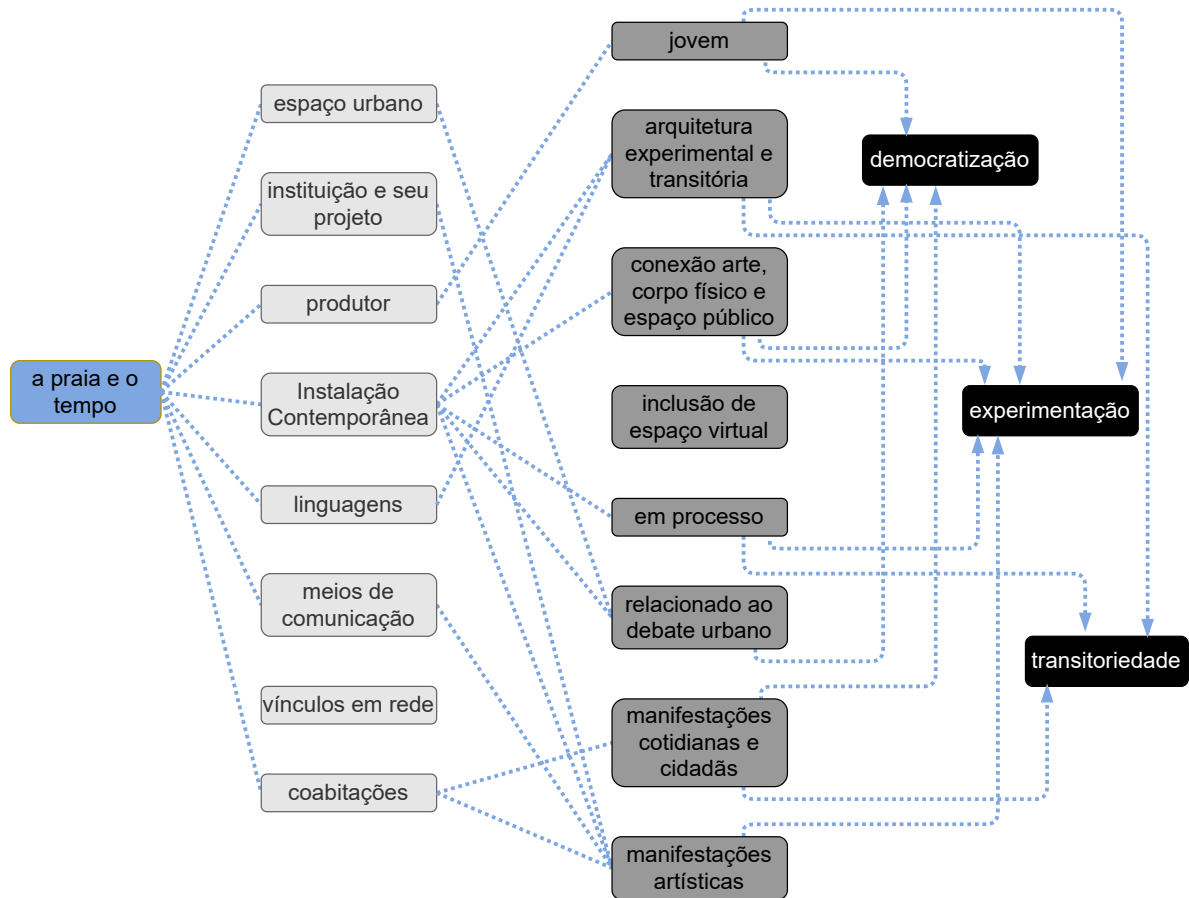 a praia e o
tempo
espaço urbano
instituição e seu
projeto
produtor
Instalação
Contemporânea
linguagens
meios de
comunicação
vínculos em rede
coabitações
jovem
arquitetura
experimental e
transitória
conexão arte,
corpo físico e
espaço público
inclusão de
espaço virtual
em processo
relacionado ao
debate urbano
manifestações
cotidianas e
cidadãs
manifestações
artísticas
democratização
experimentação
transitoriedade